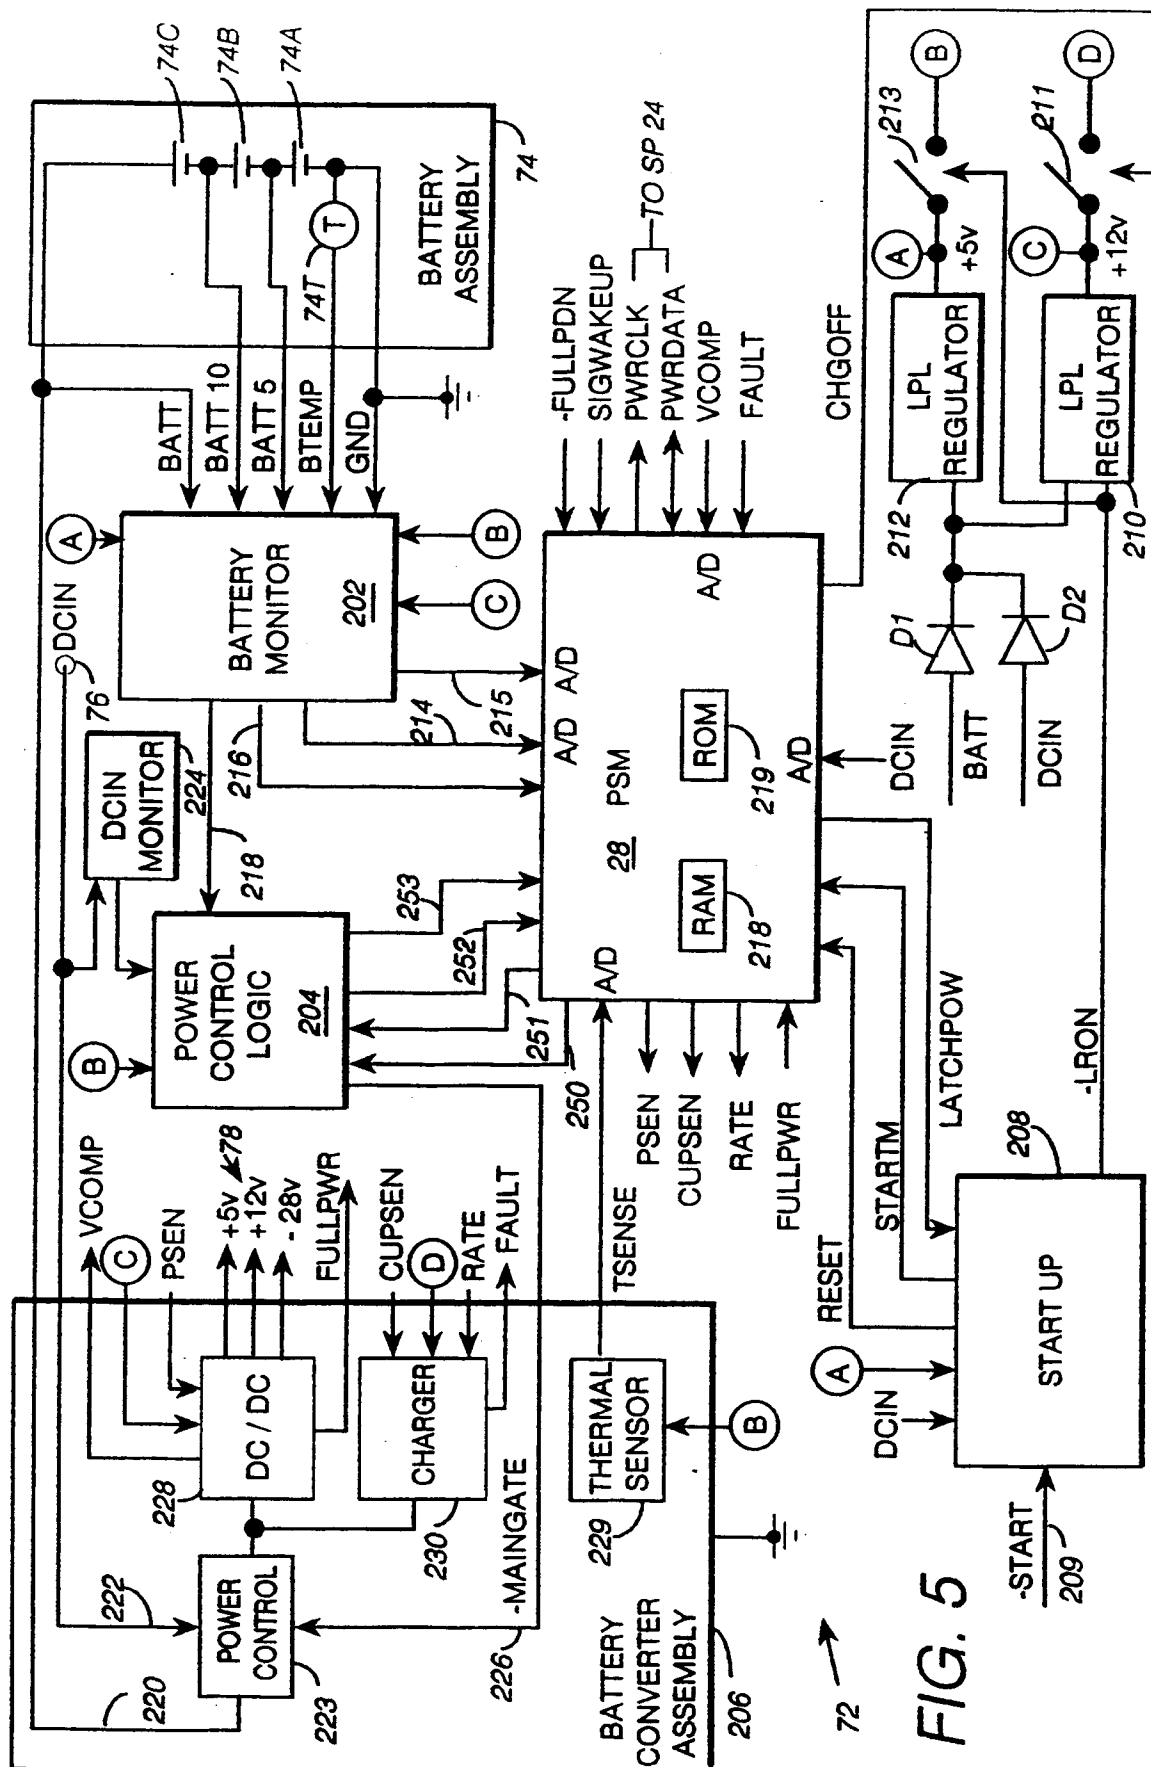 220
222
POWER
CONTROL
223
226
-MAINGATE
BATTERY
CONVERTER
ASSEMBLY
206
228
DC / DC
VCOMP
C
PSEN
+5v
78
+12v
- 28v
FULLPWR
230
CHARGER
CUPSEN
D
RATE
FAULT
229
THERMAL
SENSOR
TSENSE
B
B
POWER
CONTROL
LOGIC
204
DCIN
MONITOR
224
76
DCIN
218
216
214
215
253
252
251
250
A
BATTERY
MONITOR
202
C
B
BATT
BATT 10
BATT 5
BTEMP
GND
74C
74B
74A
T
74T
BATTERY
ASSEMBLY
74
A/D
A/D
A/D
PSM
28
RAM
218
ROM
219
A/D
A/D
-FULLPDN
SIGWAKEUP
PWRCLK
PWRDATA
TO SP 24
VCOMP
FAULT
PSEN
CUPSEN
RATE
FULLPWR
DCIN
CHGOFF
RESET
STARTM
LATCHPOW
-LRON
A
DCIN
-START
209
START UP
208
BATT
DCIN
D1
D2
212
LPL
REGULATOR
A
+5v
213
B
LPL
REGULATOR
210
C
+12v
211
D
72
FIG. 5